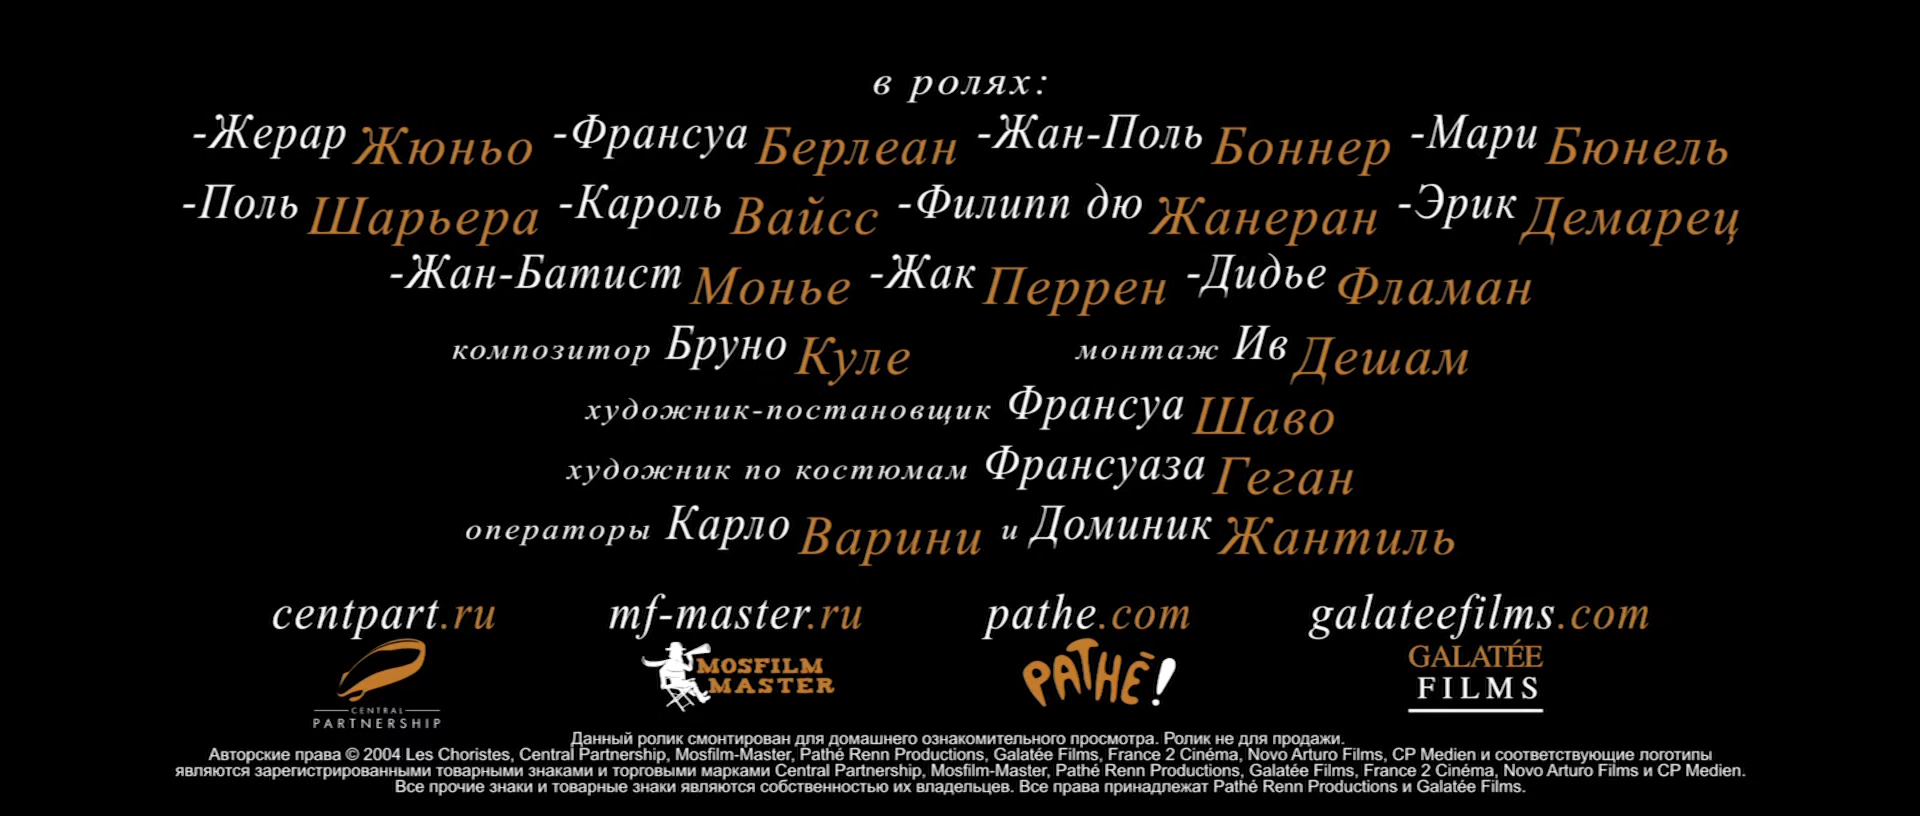 в ролях:
-Жерар Жюньо -Франсуа Берлеан -Жан-Поль Боннер -Мари Бюнель
-Поль Шарьера -Кароль Вайсс -Филипп дю Жанеран -Эрик Демарец
-Жан-Батист Монье -Жак Перрен -Дидье Фламан
композитор Бруно Куле монтаж Ив Дешам
художник-постановщик Франсуа Шаво
художник по костюмам Франсуаза Геган
операторы Карло Варини и Доминик Жантиль
centpart.ru mf-master.ru pathe.com galateefilms.com
CENTRAL PARTNERSHIP
MOSFILM MASTER
PATHÉ!
GALATÉE FILMS
Данный ролик смонтирован для домашнего ознакомительного просмотра. Ролик не для продажи.
Авторские права © 2004 Les Choristes, Central Partnership, Mosfilm-Master, Pathé Renn Productions, Galatée Films, France 2 Cinéma, Novo Arturo Films, CP Medien и соответствующие логотипы
являются зарегистрированными товарными знаками и торговыми марками Central Partnership, Mosfilm-Master, Pathé Renn Productions, Galatée Films, France 2 Cinéma, Novo Arturo Films и CP Medien.
Все прочие знаки и товарные знаки являются собственностью их владельцев. Все права принадлежат Pathé Renn Productions и Galatée Films.